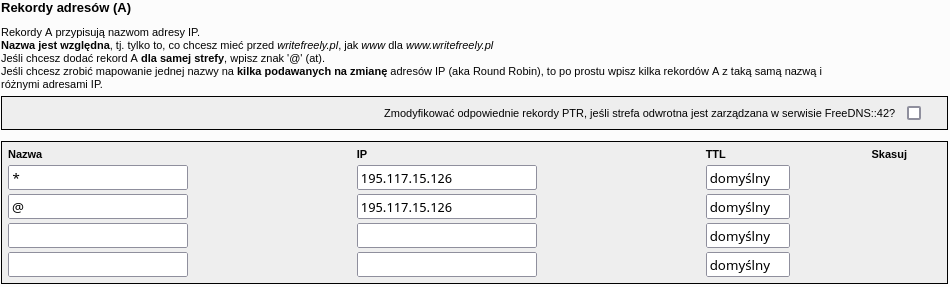 Rekordy adresów (A)
Rekordy A przypisują nazwom adresy IP.
Nazwa jest względna, tj. tylko to, co chcesz mieć przed writefreely.pl, jak www dla www.writefreely.pl
Jeśli chcesz dodać rekord A dla samej strefy, wpisz znak '@' (at).
Jeśli chcesz zrobić mapowanie jednej nazwy na kilka podawanych na zmianę adresów IP (aka Round Robin), to po prostu wpisz kilka rekordów A z taką samą nazwą i
różnymi adresami IP.
Zmodyfikować odpowiednie rekordy PTR, jeśli strefa odwrotna jest zarządzana w serwisie FreeDNS::42?
Nazwa IP TTL Skasuj
* 195.117.15.126 domyślny
@ 195.117.15.126 domyślny
domyślny
domyślny